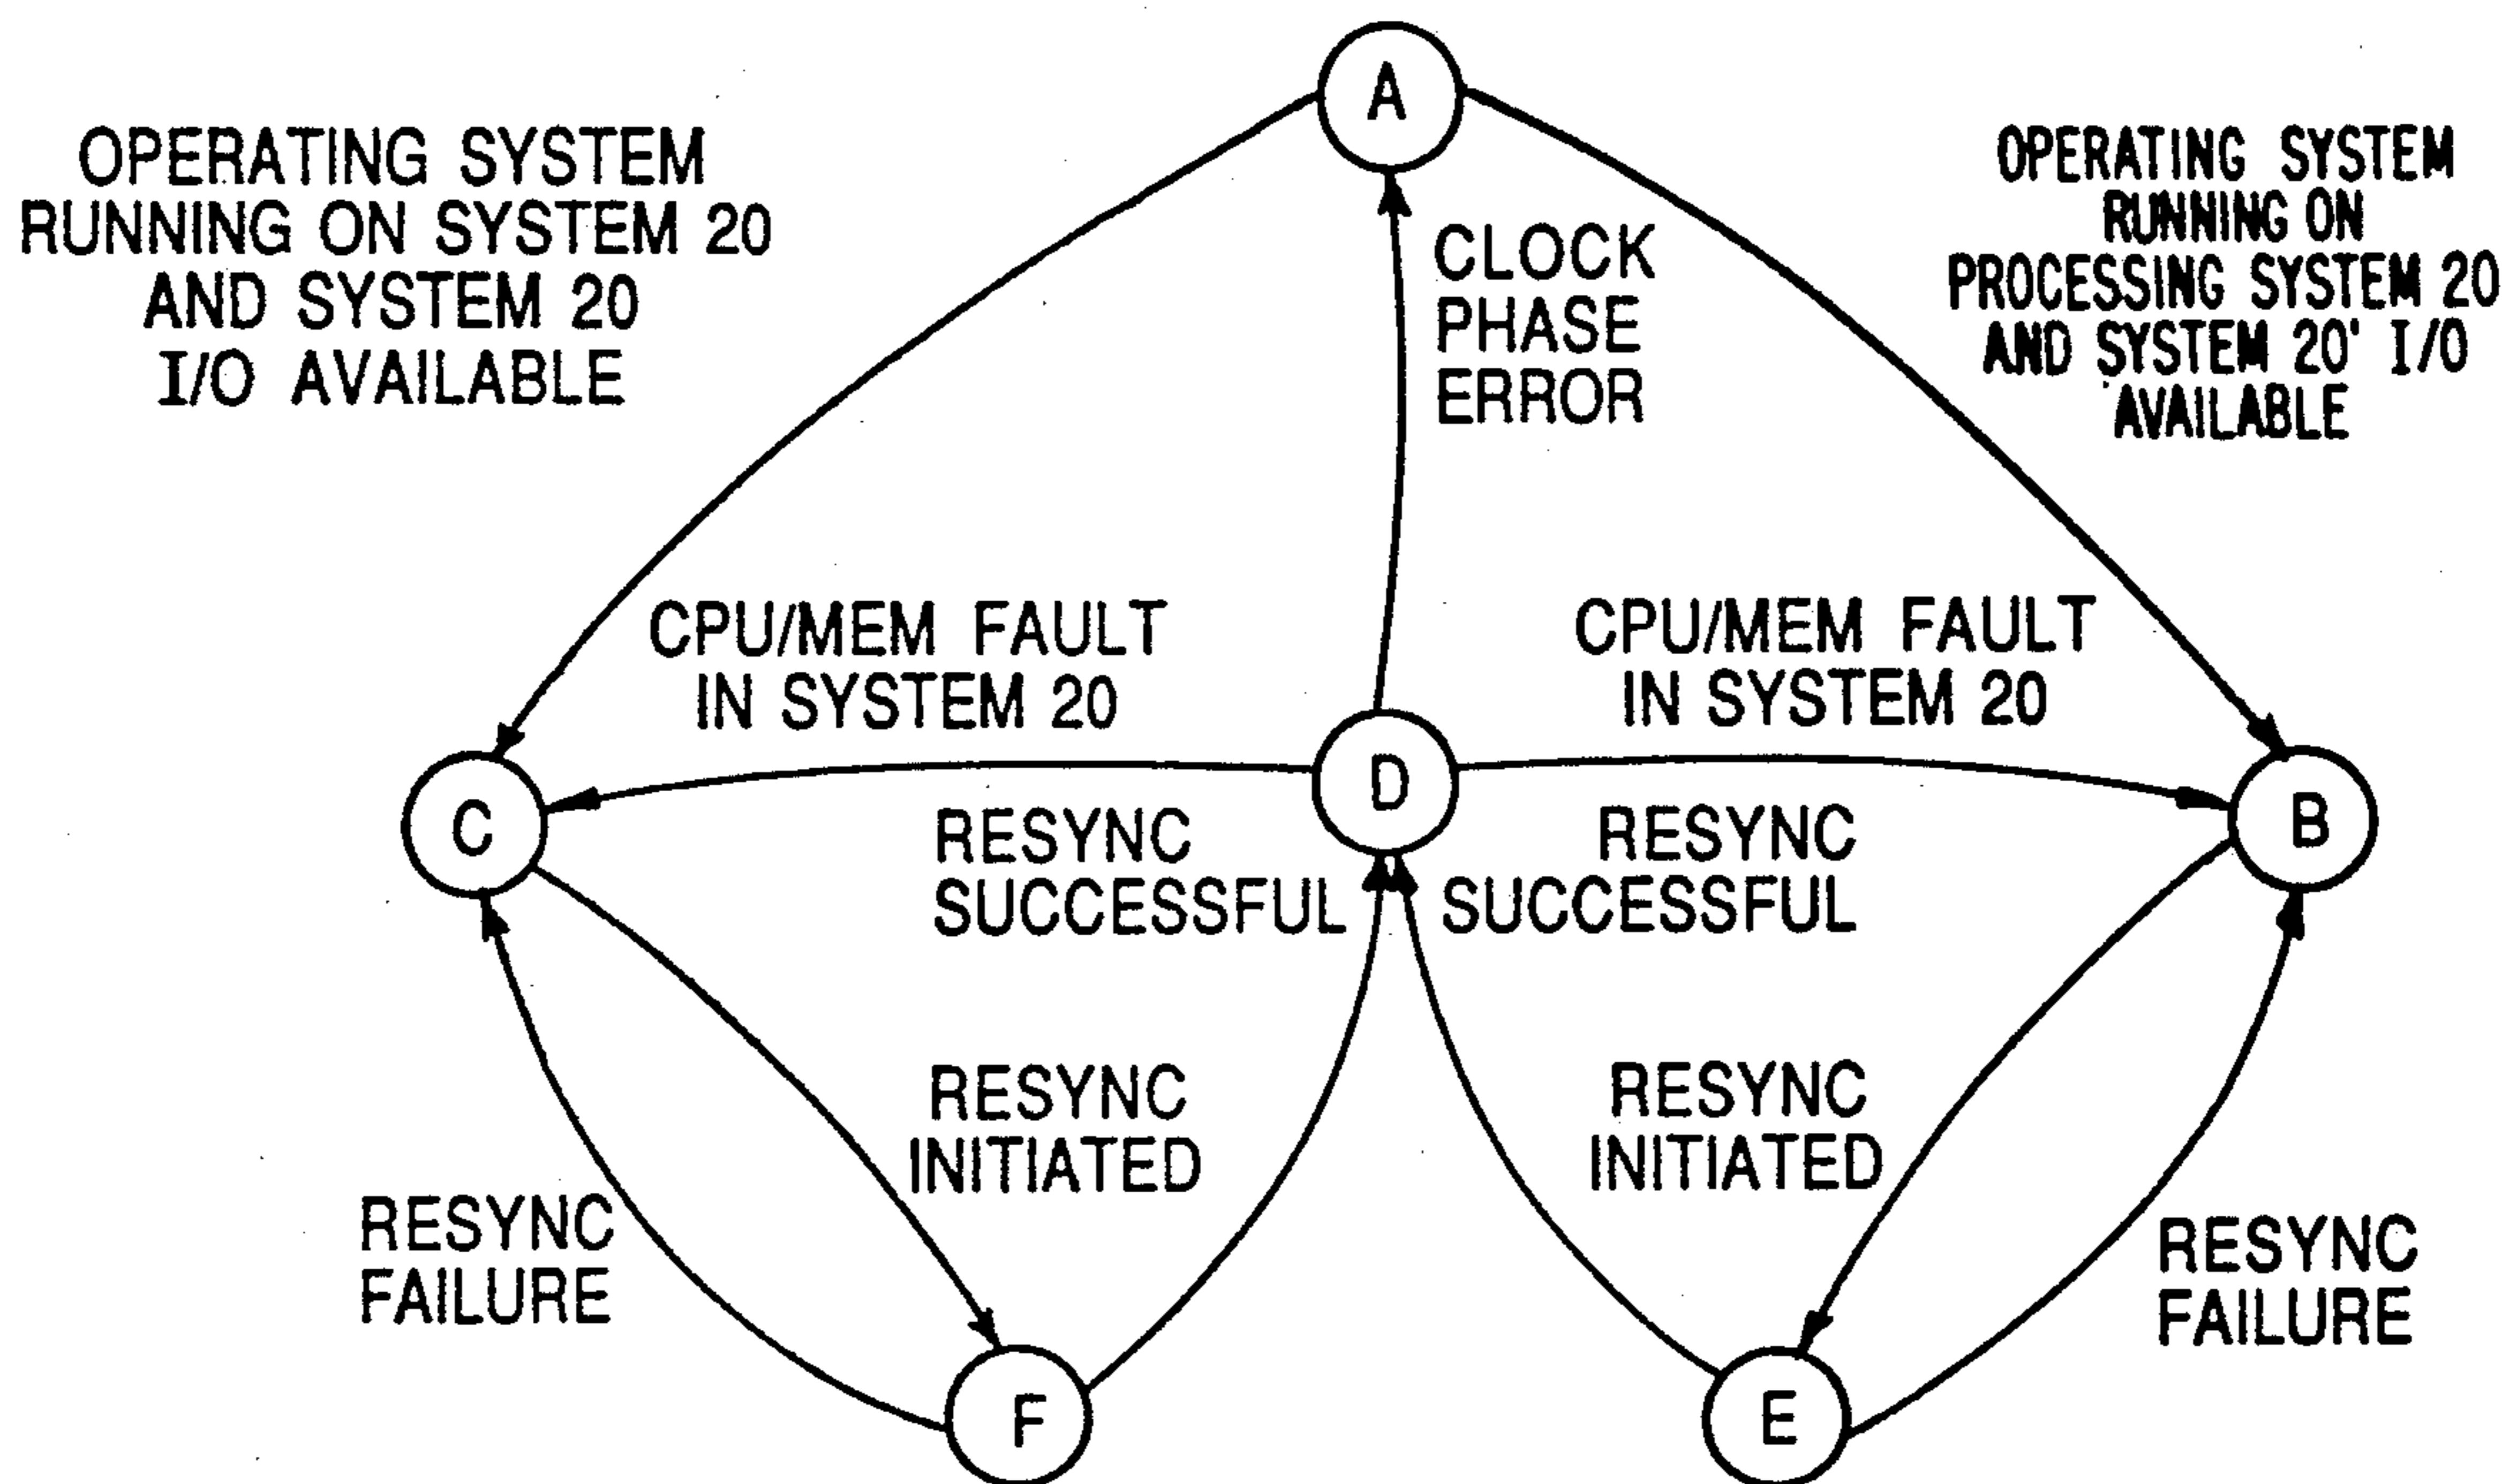 A
OPERATING SYSTEM
RUNNING ON SYSTEM 20
AND SYSTEM 20
I/O AVAILABLE
CLOCK
PHASE
ERROR
OPERATING SYSTEM
RUNNING ON
PROCESSING SYSTEM 20
AND SYSTEM 20' I/O
AVAILABLE
CPU/MEM FAULT
IN SYSTEM 20
CPU/MEM FAULT
IN SYSTEM 20
C
D
B
RESYNC
SUCCESSFUL
RESYNC
SUCCESSFUL
RESYNC
INITIATED
RESYNC
INITIATED
RESYNC
FAILURE
RESYNC
FAILURE
F
E